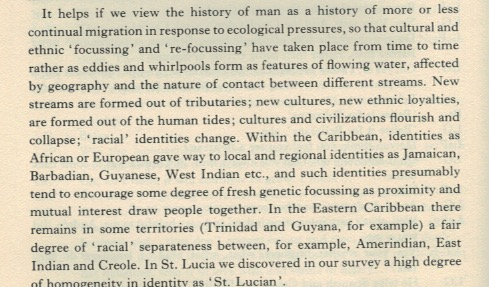 It helps if we view the history of man as a history of more or less
continual migration in response to ecological pressures, so that cultural and
ethnic ‘focussing’ and ‘re-focussing’ have taken place from time to time
rather as eddies and whirlpools form as features of flowing water, affected
by geography and the nature of contact between different streams. New
streams are formed out of tributaries; new cultures, new ethnic loyalties,
are formed out of the human tides; cultures and civilizations flourish and
collapse; ‘racial’ identities change. Within the Caribbean, identities as
African or European gave way to local and regional identities as Jamaican,
Barbadian, Guyanese, West Indian etc., and such identities presumably
tend to encourage some degree of fresh genetic focussing as proximity and
mutual interest draw people together. In the Eastern Caribbean there
remains in some territories (Trinidad and Guyana, for example) a fair
degree of ‘racial’ separateness between, for example, Amerindian, East
Indian and Creole. In St. Lucia we discovered in our survey a high degree
of homogeneity in identity as ‘St. Lucian’.